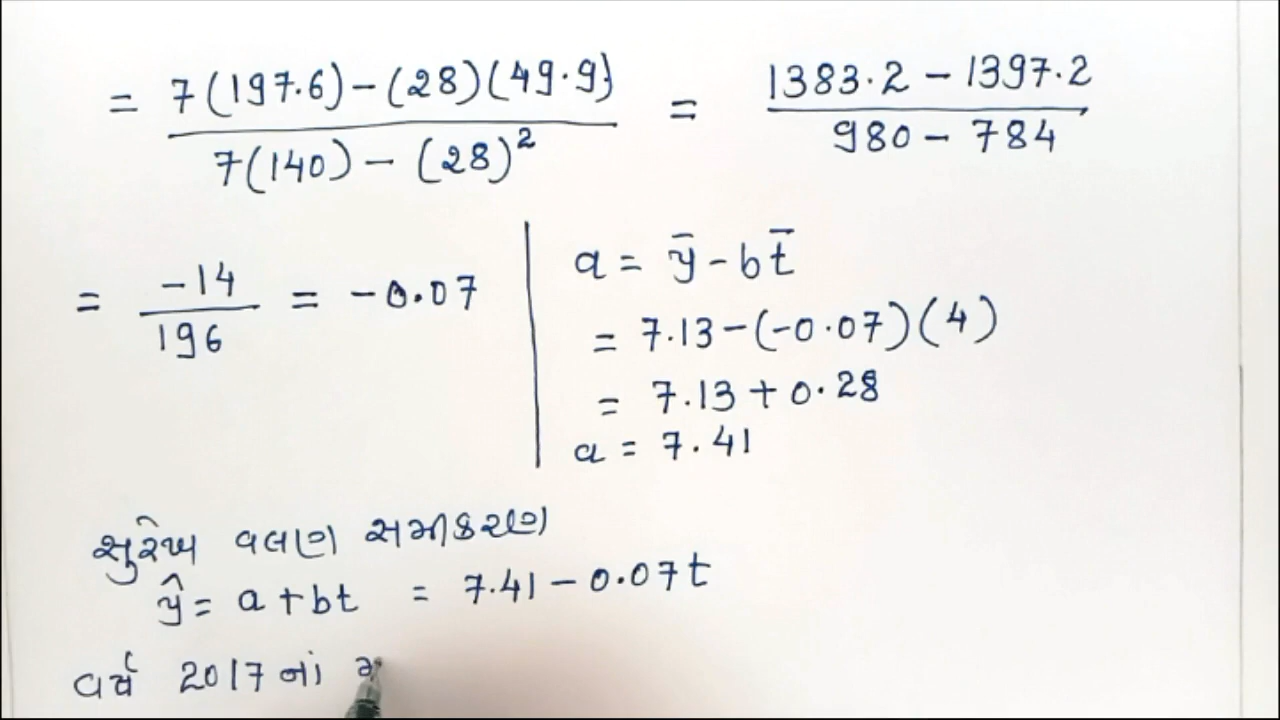 = 7(197.6)-(28)(49.9) / 7(140)-(28)² = 1383.2-1397.2 / 980-784
= -14 / 196 = -0.07
a = ȳ-bt̄
= 7.13-(-0.07)(4)
= 7.13+0.28
a = 7.41
સુરેખ વલણ સમીકરણ
ŷ = a+bt = 7.41-0.07t
વર્ષ 2017 નાં